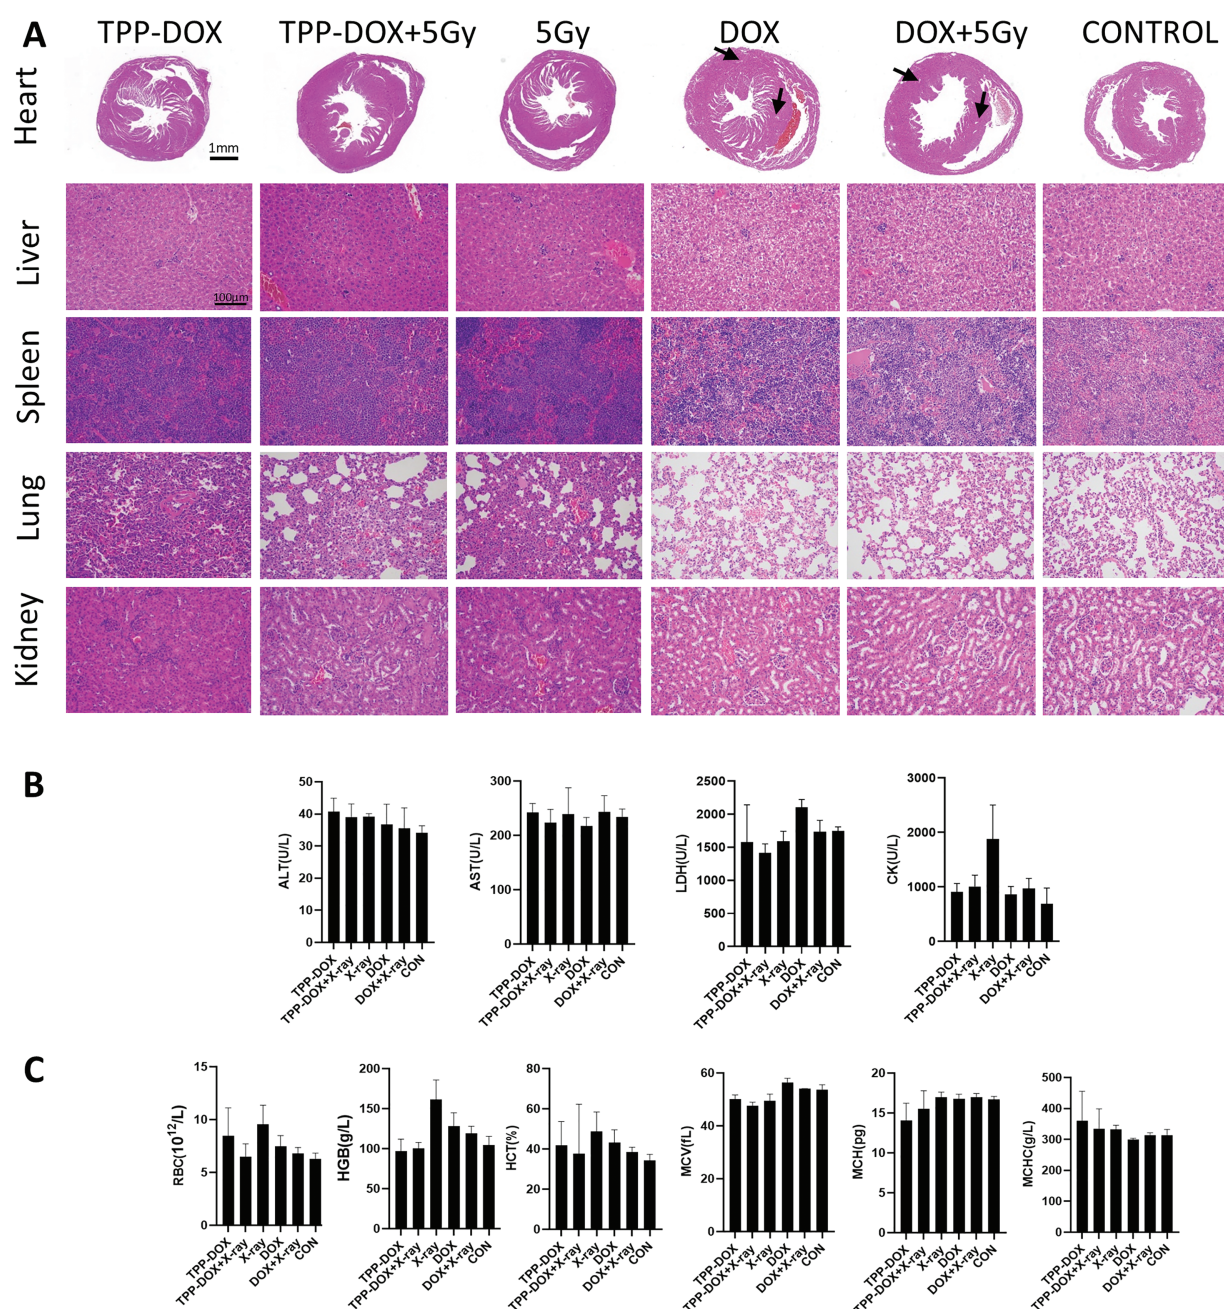 A
TPP-DOX TPP-DOX+5Gy 5Gy DOX DOX+5Gy CONTROL
Heart
1mm
Liver
100μm
Spleen
Lung
Kidney
B
ALT(U/L)
50
40
30
20
10
0
TPP-DOX
TPP-DOX+X-ray
X-ray
DOX
DOX+X-ray
CON
AST(U/L)
300
200
100
0
TPP-DOX
TPP-DOX+X-ray
X-ray
DOX
DOX+X-ray
CON
LDH(U/L)
2500
2000
1500
1000
500
0
TPP-DOX
TPP-DOX+X-ray
X-ray
DOX
DOX+X-ray
CON
CK(U/L)
3000
2000
1000
0
TPP-DOX
TPP-DOX+X-ray
X-ray
DOX
DOX+X-ray
CON
C
RBC(10¹²/L)
15
10
5
0
TPP-DOX
TPP-DOX+X-ray
X-ray
DOX
DOX+X-ray
CON
HGB(g/L)
200
150
100
50
0
TPP-DOX
TPP-DOX+X-ray
X-ray
DOX
DOX+X-ray
CON
HCT(%)
80
60
40
20
0
TPP-DOX
TPP-DOX+X-ray
X-ray
DOX
DOX+X-ray
CON
MCV(fL)
60
40
20
0
TPP-DOX
TPP-DOX+X-ray
X-ray
DOX
DOX+X-ray
CON
MCH(pg)
20
15
10
5
0
TPP-DOX
TPP-DOX+X-ray
X-ray
DOX
DOX+X-ray
CON
MCHC(g/L)
500
400
300
200
100
0
TPP-DOX
TPP-DOX+X-ray
X-ray
DOX
DOX+X-ray
CON